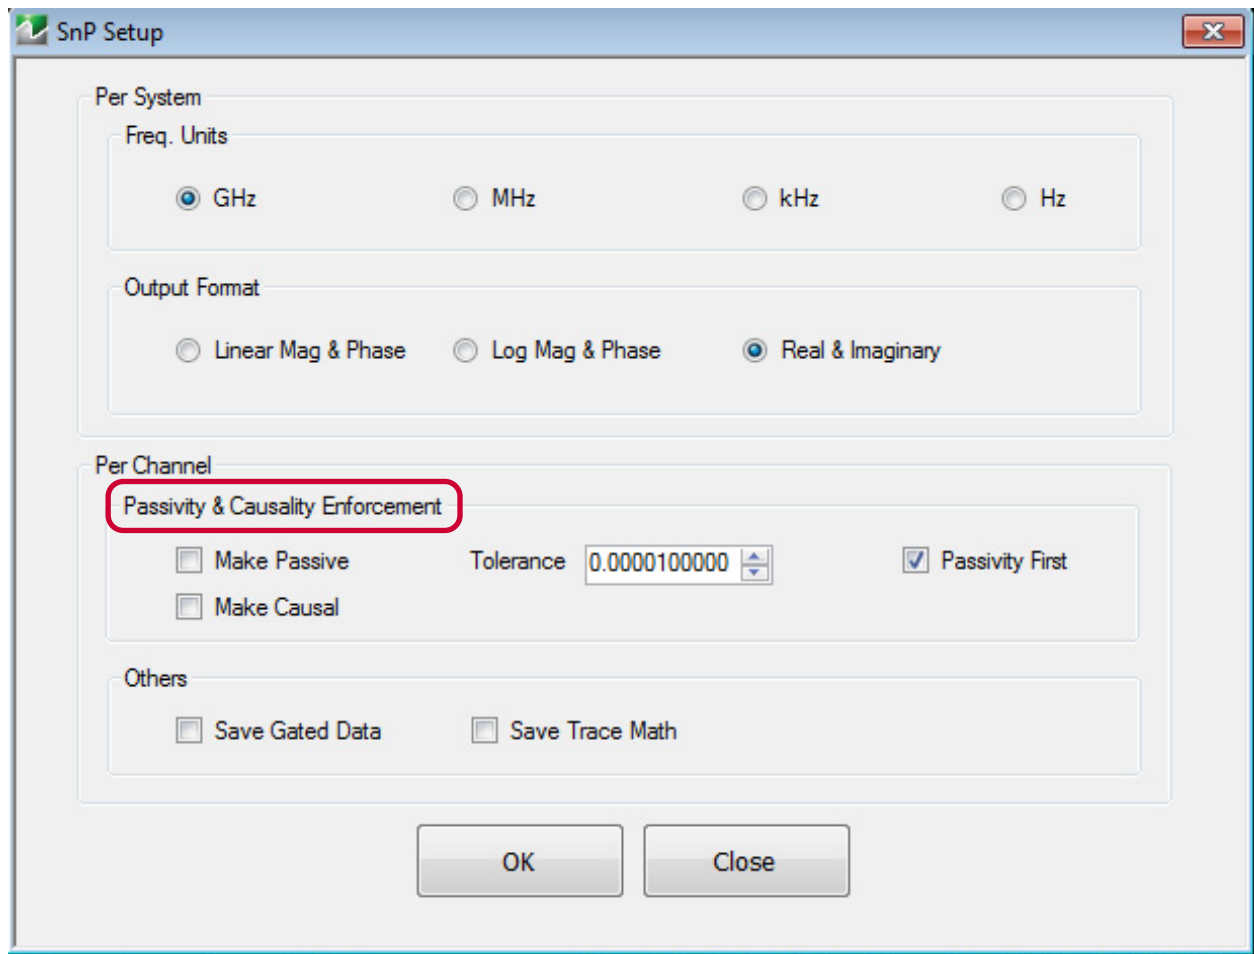 SnP Setup
Per System
Freq. Units
GHz MHz kHz Hz
Output Format
Linear Mag & Phase Log Mag & Phase Real & Imaginary
Per Channel
Passivity & Causality Enforcement
Make Passive Tolerance 0.0000100000 Passivity First
Make Causal
Others
Save Gated Data Save Trace Math
OK Close